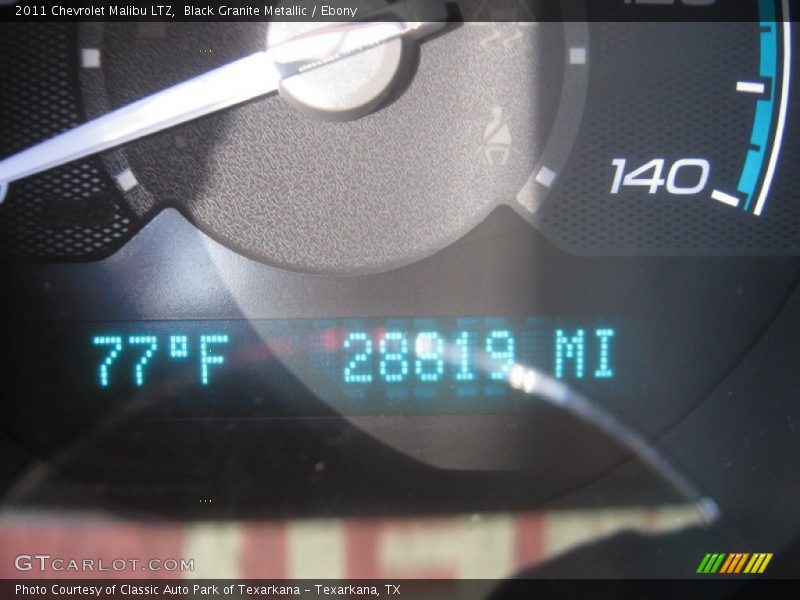 2011 Chevrolet Malibu LTZ, Black Granite Metallic / Ebony
140
77°F MI
GTCARLOT.COM
Photo Courtesy of Classic Auto Park of Texarkana - Texarkana, TX